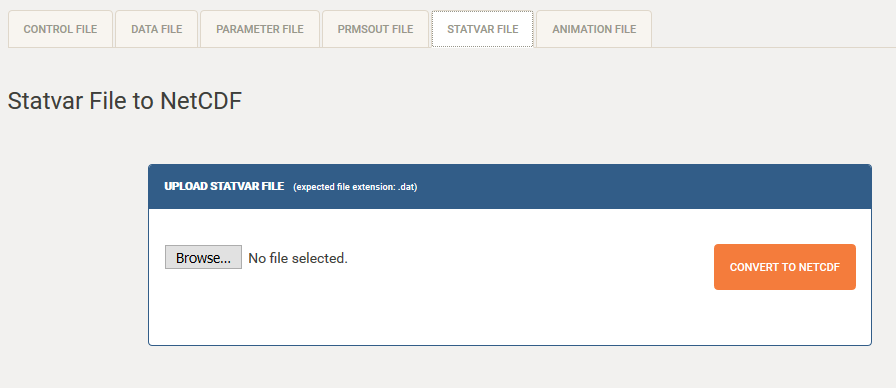 CONTROL FILE DATA FILE PARAMETER FILE PRMSOUT FILE STATVAR FILE ANIMATION FILE
Statvar File to NetCDF
UPLOAD STATVAR FILE (expected file extension: .dat)
Browse... No file selected. CONVERT TO NETCDF